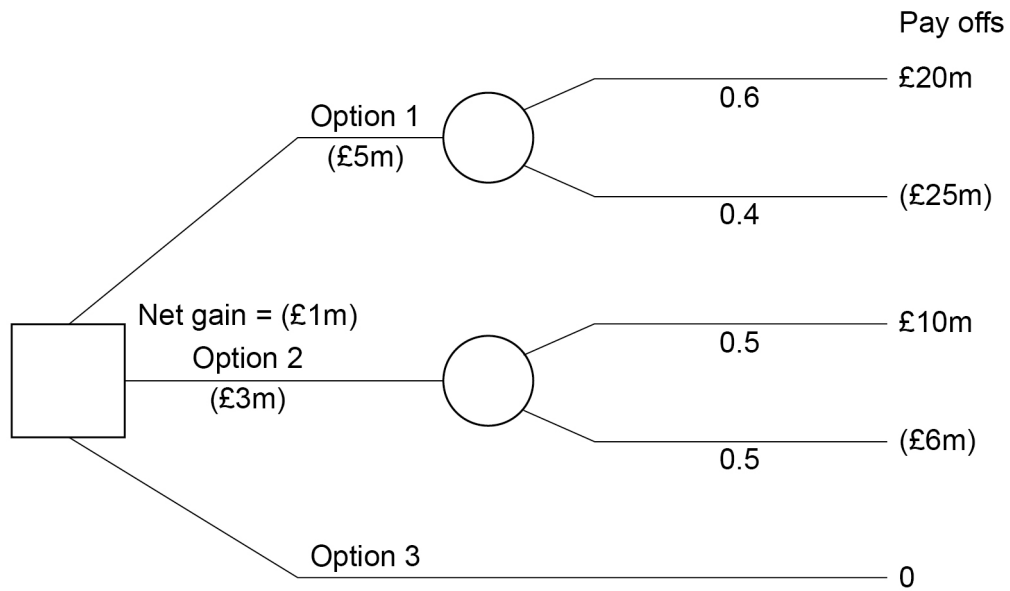 Pay offs
£20m
0.6
Option 1
(£5m)
(£25m)
0.4
Net gain = (£1m)
£10m
0.5
Option 2
(£3m)
(£6m)
0.5
Option 3
0